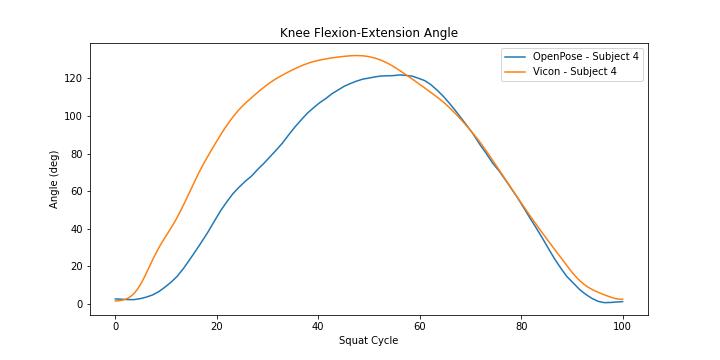 Knee Flexion-Extension Angle
OpenPose - Subject 4
Vicon - Subject 4
Angle (deg)
120
100
80
60
40
20
0
0 20 40 60 80 100
Squat Cycle